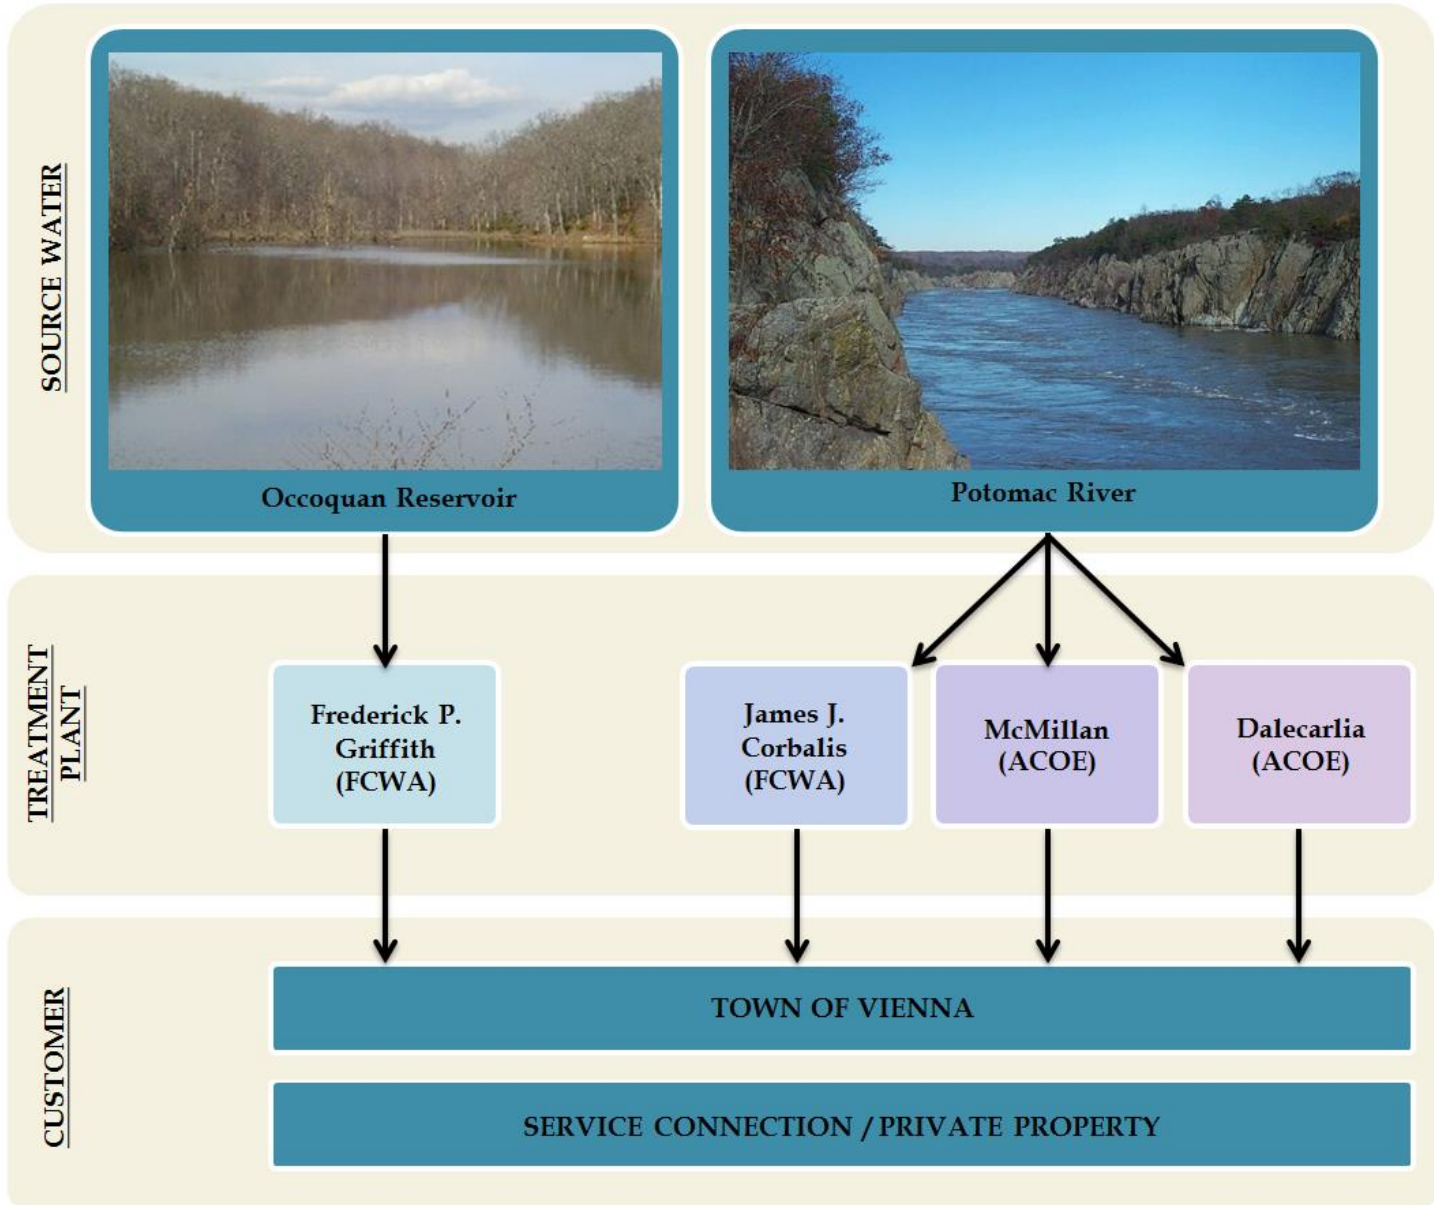 SOURCE WATER
Occoquan Reservoir
Potomac River
TREATMENT
PLANT
Frederick P.
Griffith
(FCWA)
James J.
Corbalis
(FCWA)
McMillan
(ACOE)
Dalecarlia
(ACOE)
CUSTOMER
TOWN OF VIENNA
SERVICE CONNECTION / PRIVATE PROPERTY